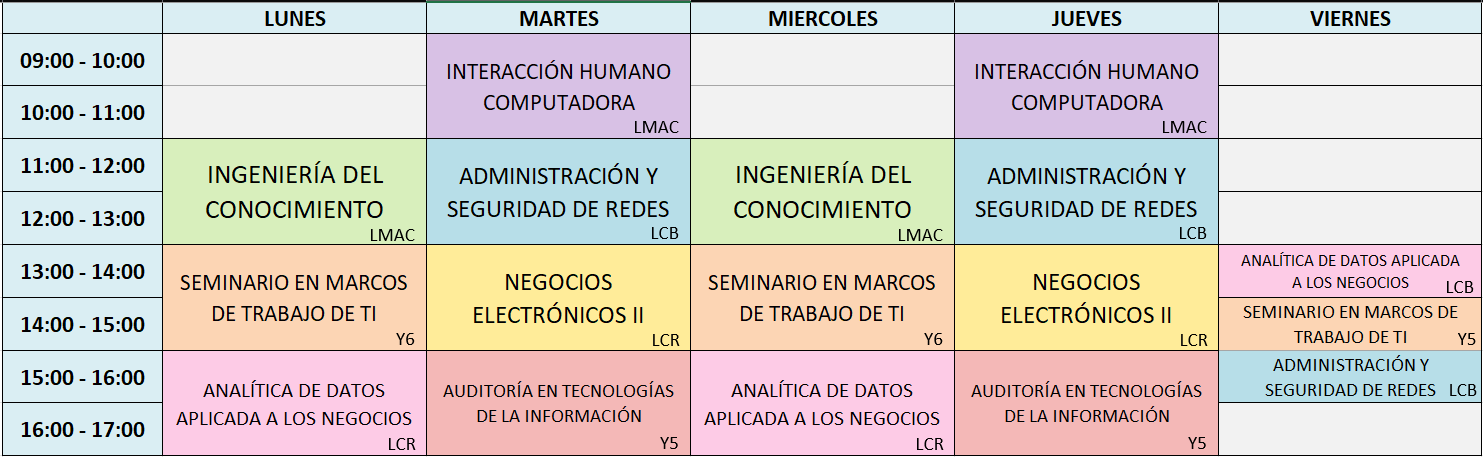 LUNES MARTES MIERCOLES JUEVES VIERNES
09:00 - 10:00
10:00 - 11:00
INTERACCIÓN HUMANO
COMPUTADORA
LMAC
INTERACCIÓN HUMANO
COMPUTADORA
LMAC
11:00 - 12:00
12:00 - 13:00
INGENIERÍA DEL
CONOCIMIENTO
LMAC
ADMINISTRACIÓN Y
SEGURIDAD DE REDES
LCB
INGENIERÍA DEL
CONOCIMIENTO
LMAC
ADMINISTRACIÓN Y
SEGURIDAD DE REDES
LCB
13:00 - 14:00
14:00 - 15:00
SEMINARIO EN MARCOS
DE TRABAJO DE TI
Y6
NEGOCIOS
ELECTRÓNICOS II
LCR
SEMINARIO EN MARCOS
DE TRABAJO DE TI
Y6
NEGOCIOS
ELECTRÓNICOS II
LCR
ANALÍTICA DE DATOS APLICADA
A LOS NEGOCIOS LCB
SEMINARIO EN MARCOS DE
TRABAJO DE TI Y5
15:00 - 16:00
16:00 - 17:00
ANALÍTICA DE DATOS
APLICADA A LOS NEGOCIOS
LCR
AUDITORÍA EN TECNOLOGÍAS
DE LA INFORMACIÓN
Y5
ANALÍTICA DE DATOS
APLICADA A LOS NEGOCIOS
LCR
AUDITORÍA EN TECNOLOGÍAS
DE LA INFORMACIÓN
Y5
ADMINISTRACIÓN Y
SEGURIDAD DE REDES LCB